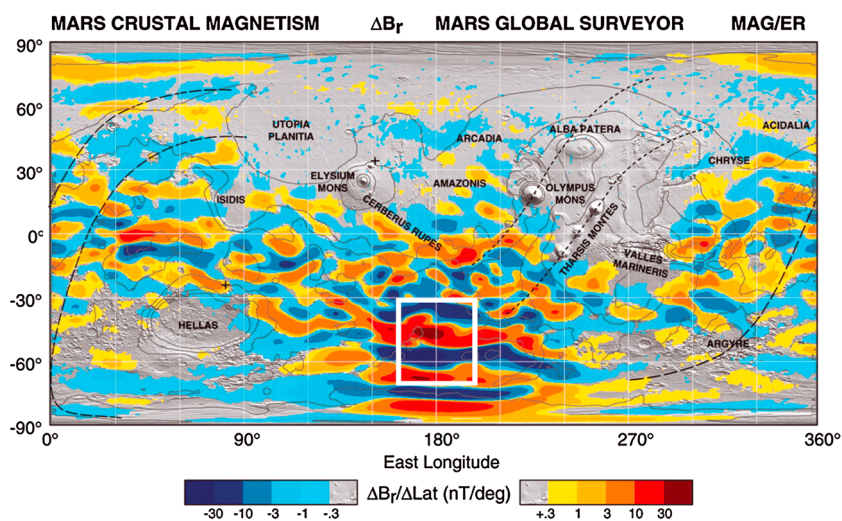 MARS CRUSTAL MAGNETISM ΔBr MARS GLOBAL SURVEYOR MAG/ER
90°
60°
30°
0°
-30°
-60°
-90°
UTOPIA
PLANITIA
ARCADIA
ALBA PATERA
ACIDALIA
CHRYSE
ELYSIUM
MONS
AMAZONIS
OLYMPUS
MONS
ISIDIS
CERBERUS RUPES
THARSIS MONTES
VALLES
MARINERIS
HELLAS
ARGYRE
0° 90° 180° 270° 360°
East Longitude
ΔBr/ΔLat (nT/deg)
-30 -10 -3 -1 -.3 +.3 1 3 10 30